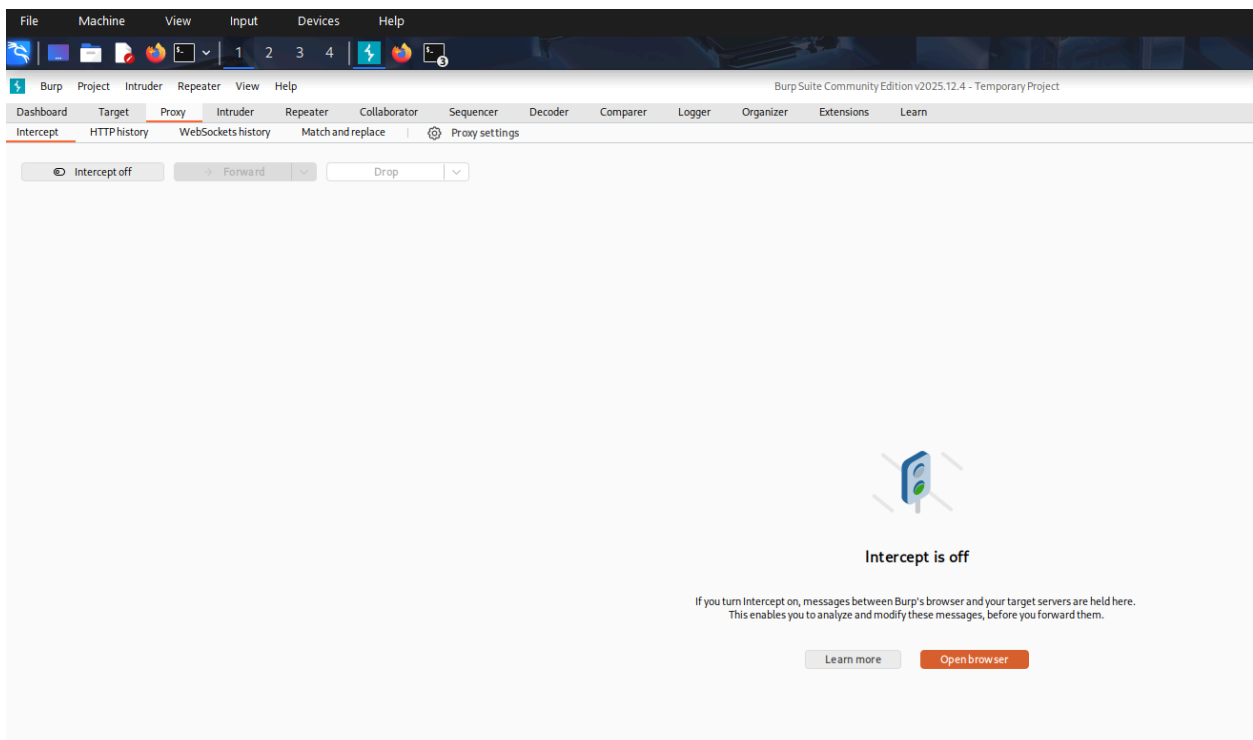 File Machine View Input Devices Help
1 2 3 4 3
Burp Project Intruder Repeater View Help Burp Suite Community Edition v2025.12.4 - Temporary Project
Dashboard Target Proxy Intruder Repeater Collaborator Sequencer Decoder Comparer Logger Organizer Extensions Learn
Intercept HTTP history WebSockets history Match and replace Proxy settings
Intercept off Forward Drop
Intercept is off
If you turn Intercept on, messages between Burp's browser and your target servers are held here.
This enables you to analyze and modify these messages, before you forward them.
Learn more Open browser